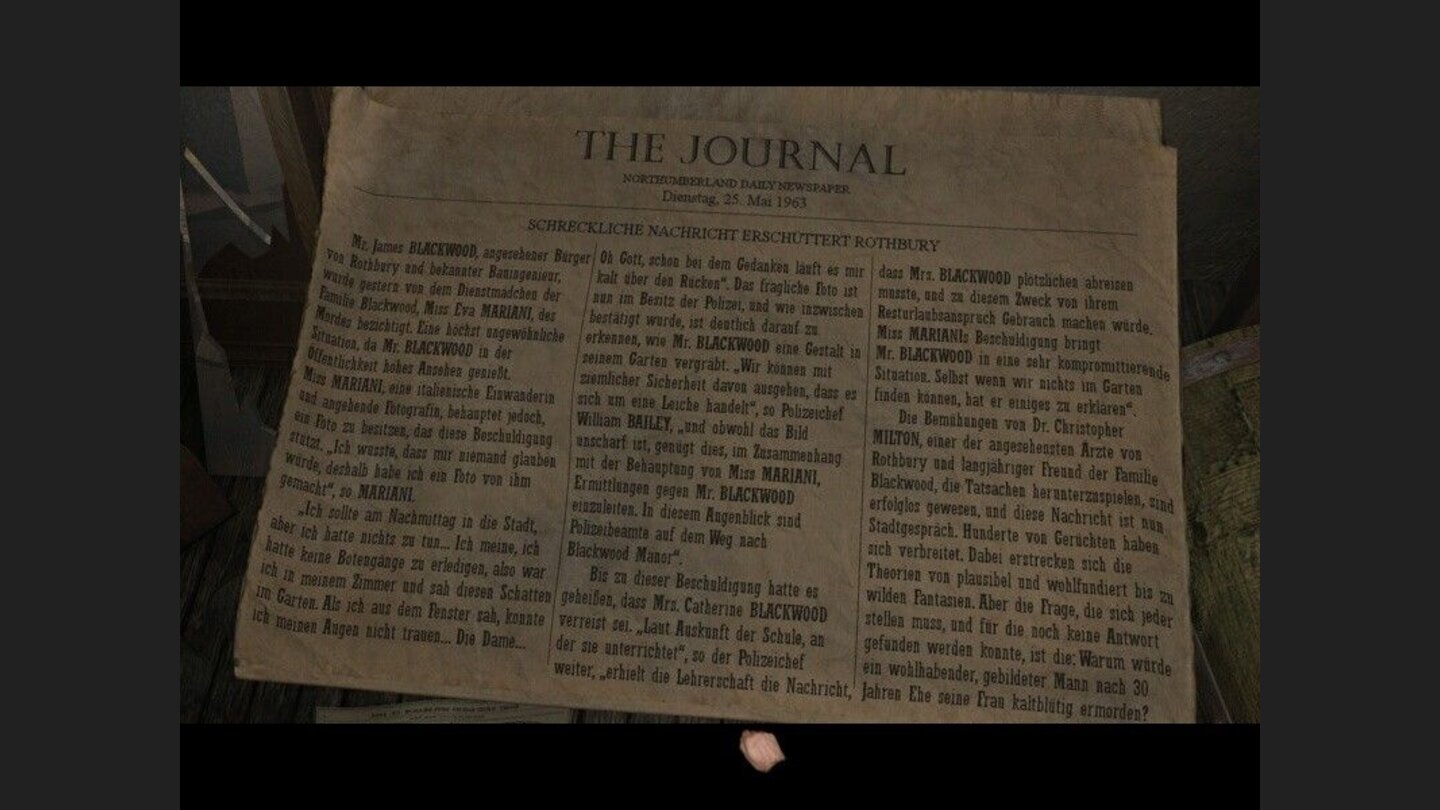 THE JOURNAL
NORTHUMBERLAND DAILY NEWSPAPER
Dienstag, 25. Mai 1963
SCHRECKLICHE NACHRICHT ERSCHÜTTERT ROTHBURY
Mr. James BLACKWOOD, angesehener Bürger
von Rothbury und bekannter Bauingenieur,
wurde gestern von dem Dienstmädchen der
Familie Blackwood, Miss Eva MARIANI, des
Mordes bezichtigt. Eine höchst ungewöhnliche
Situation, da Mr. BLACKWOOD in der
Öffentlichkeit hohes Ansehen genießt.
Miss MARIANI, eine italienische Einwanderin
und angehende Fotografin, behauptet jedoch,
ein Foto zu besitzen, das diese Beschuldigung
stützt. „Ich wusste, dass mir niemand glauben
würde, deshalb habe ich ein Foto von ihm
gemacht“, so MARIANI.
„Ich sollte am Nachmittag in die Stadt,
aber ich hatte nichts zu tun... Ich meine, ich
hatte keine Botengänge zu erledigen, also war
ich in meinem Zimmer und sah diesen Schatten
im Garten. Als ich aus dem Fenster sah, konnte
ich meinen Augen nicht trauen... Die Dame...
Oh Gott, schon bei dem Gedanken läuft es mir
kalt über den Rücken“. Das fragliche Foto ist
nun im Besitz der Polizei, und wie inzwischen
bestätigt wurde, ist deutlich darauf zu
erkennen, wie Mr. BLACKWOOD eine Gestalt in
seinem Garten vergräbt. „Wir können mit
ziemlicher Sicherheit davon ausgehen, dass es
sich um eine Leiche handelt“, so Polizeichef
William BAILEY, „und obwohl das Bild
unscharf ist, genügt dies, im Zusammenhang
mit der Behauptung von Miss MARIANI,
Ermittlungen gegen Mr. BLACKWOOD
einzuleiten. In diesem Augenblick sind
Polizeibeamte auf dem Weg nach
Blackwood Manor“.
Bis zu dieser Beschuldigung hatte es
geheißen, dass Mrs. Catherine BLACKWOOD
verreist sei. „Laut Auskunft der Schule, an
der sie unterrichtet“, so der Polizeichef
weiter, „erhielt die Lehrerschaft die Nachricht,
dass Mrs. BLACKWOOD plötzlichen abreisen
musste, und zu diesem Zweck von ihrem
Resturlaubsanspruch Gebrauch machen würde.
Miss MARIANIs Beschuldigung bringt
Mr. BLACKWOOD in eine sehr kompromittierende
Situation. Selbst wenn wir nichts im Garten
finden können, hat er einiges zu erklären“.
Die Bemühungen von Dr. Christopher
MILTON, einer der angesehensten Ärzte von
Rothbury und langjähriger Freund der Familie
Blackwood, die Tatsachen herunterzuspielen, sind
erfolglos gewesen, und diese Nachricht ist nun
Stadtgespräch. Hunderte von Gerüchten haben
sich verbreitet. Dabei erstrecken sich die
Theorien von plausibel und wohlfundiert bis zu
wilden Fantasien. Aber die Frage, die sich jeder
stellen muss, und für die noch keine Antwort
gefunden werden konnte, ist die: Warum würde
ein wohlhabender, gebildeter Mann nach 30
Jahren Ehe seine Frau kaltblütig ermorden?